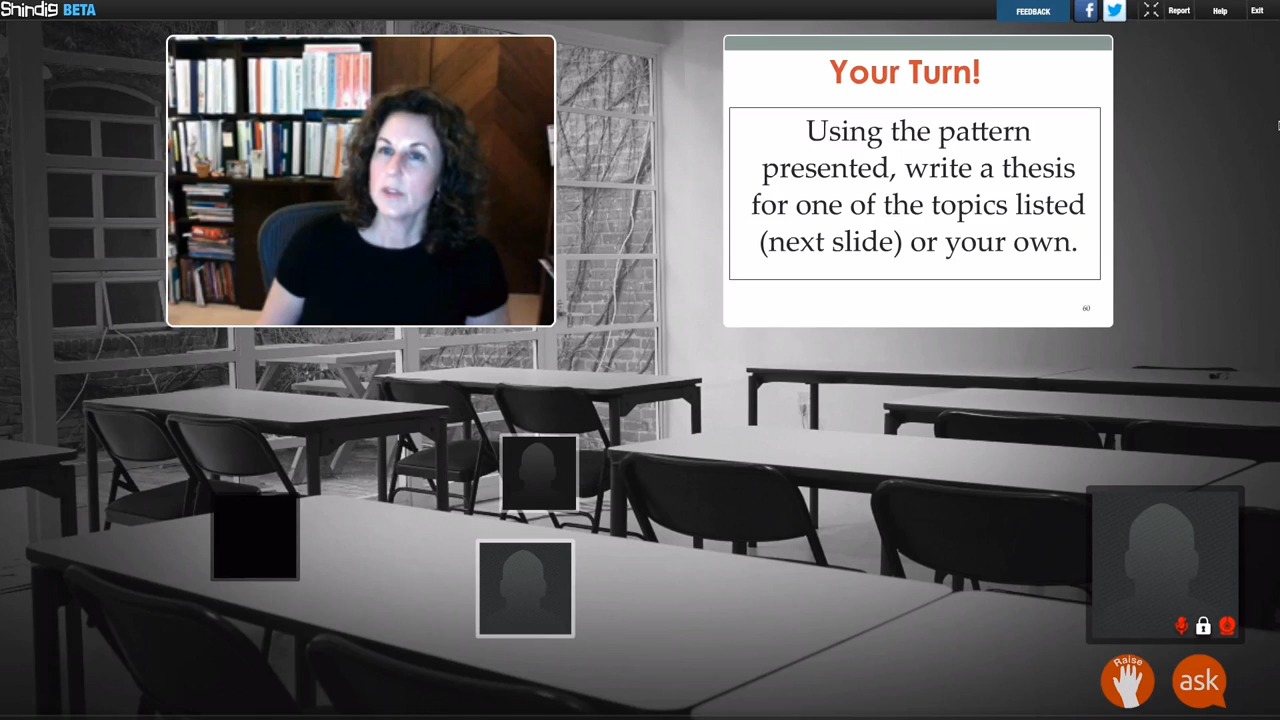 Shindig BETA
FEEDBACK
Report
Help
Exit
Your Turn!
Using the pattern
presented, write a thesis
for one of the topics listed
(next slide) or your own.
60
Raise
ask